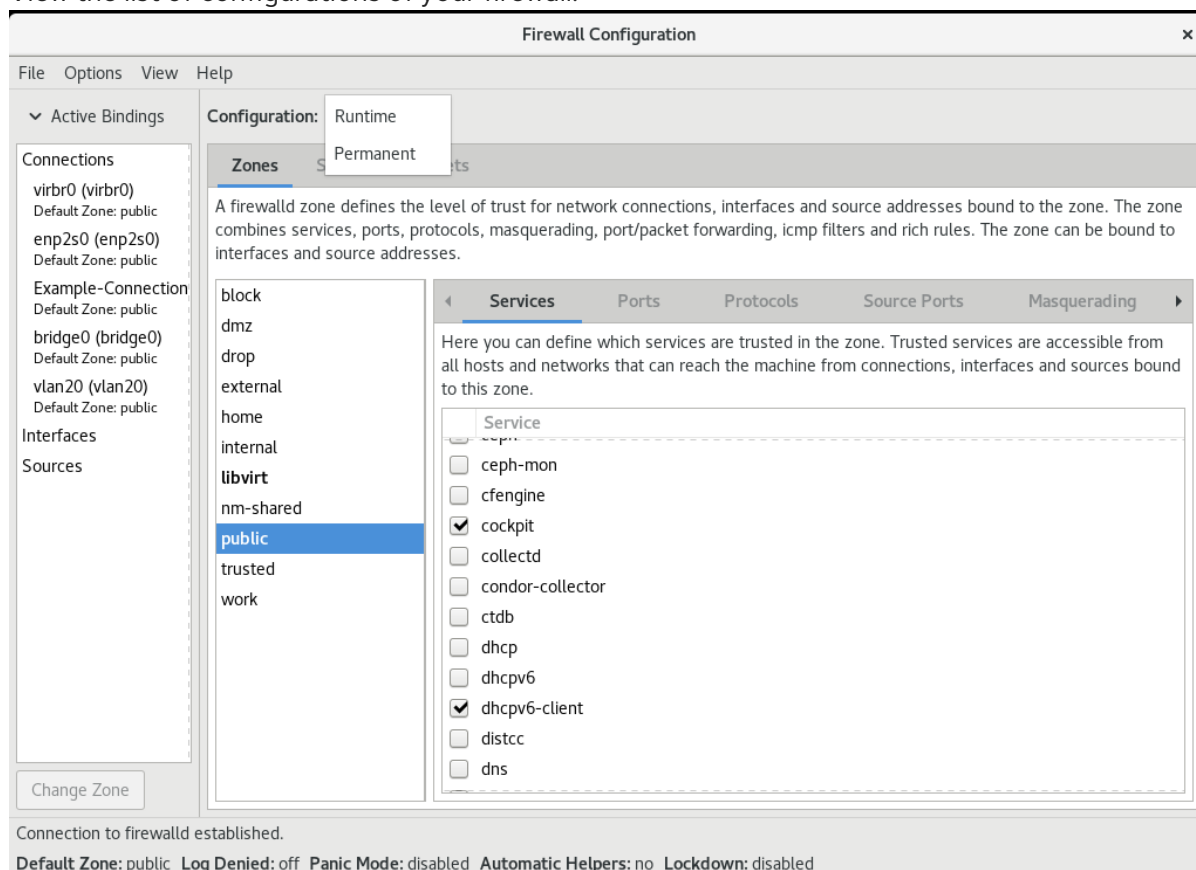 Firewall Configuration ×
File Options View Help
Active Bindings
Configuration: Runtime
Permanent
Connections
virbr0 (virbr0)
Default Zone: public
enp2s0 (enp2s0)
Default Zone: public
Example-Connection
Default Zone: public
bridge0 (bridge0)
Default Zone: public
vlan20 (vlan20)
Default Zone: public
Interfaces
Sources
Change Zone
Zones
A firewalld zone defines the level of trust for network connections, interfaces and source addresses bound to the zone. The zone
combines services, ports, protocols, masquerading, port/packet forwarding, icmp filters and rich rules. The zone can be bound to
interfaces and source addresses.
block
dmz
drop
external
home
internal
libvirt
nm-shared
public
trusted
work
Services Ports Protocols Source Ports Masquerading
Here you can define which services are trusted in the zone. Trusted services are accessible from
all hosts and networks that can reach the machine from connections, interfaces and sources bound
to this zone.
Service
ceph-mon
cfengine
cockpit
collectd
condor-collector
ctdb
dhcp
dhcpv6
dhcpv6-client
distcc
dns
Connection to firewalld established.
Default Zone: public Log Denied: off Panic Mode: disabled Automatic Helpers: no Lockdown: disabled